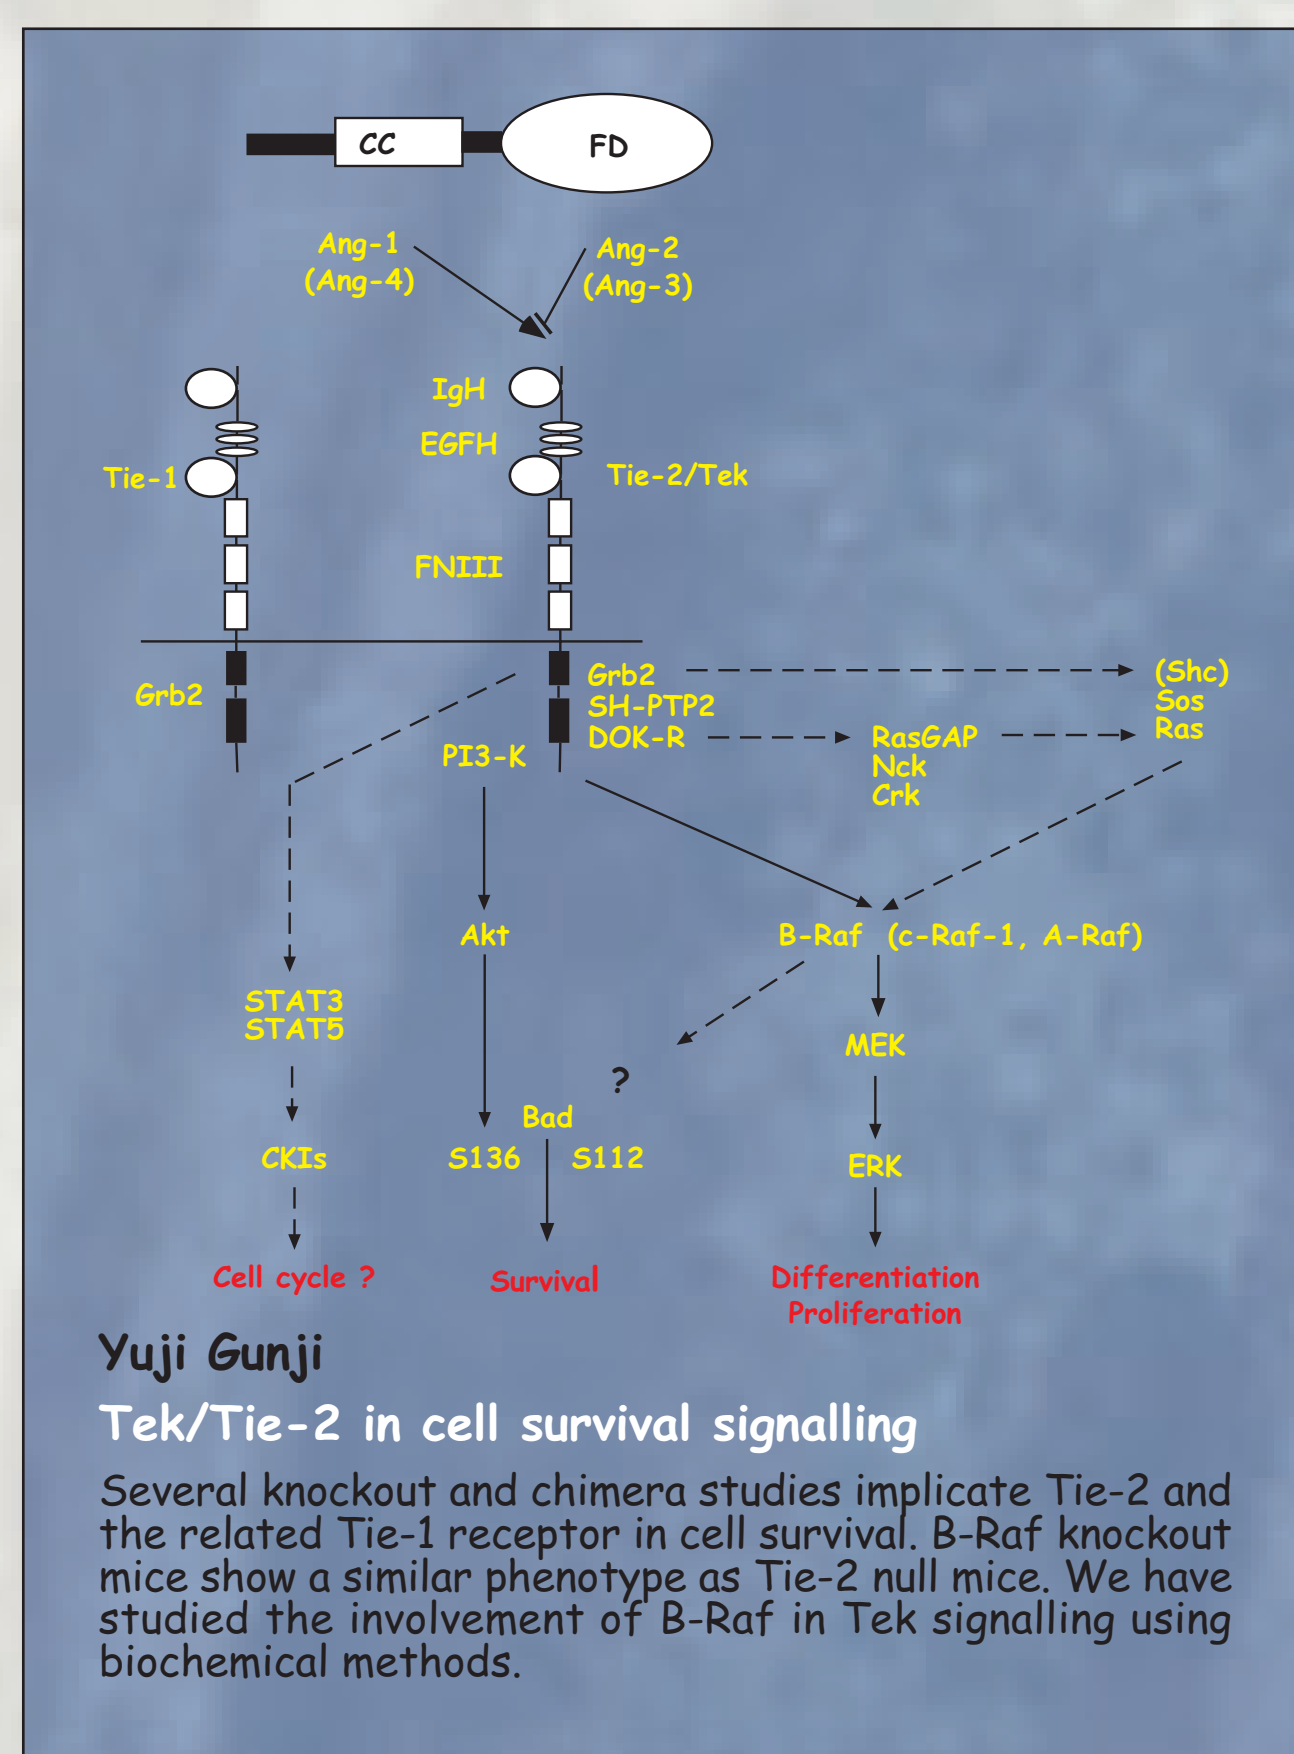 CC
FD
Ang-1
(Ang-4)
Ang-2
(Ang-3)
IgH
EGFH
Tie-1
Tie-2/Tek
FNIII
Grb2
Grb2
SH-PTP2
DOK-R
(Shc)
Sos
Ras
RasGAP
Nck
Crk
PI3-K
Akt
B-Raf (c-Raf-1, A-Raf)
STAT3
STAT5
MEK
?
Bad
CKIs
S136
S112
ERK
Cell cycle ?
Survival
Differentiation
Proliferation
Yuji Gunji
Tek/Tie-2 in cell survival signalling
Several knockout and chimera studies implicate Tie-2 and
the related Tie-1 receptor in cell survival. B-Raf knockout
mice show a similar phenotype as Tie-2 null mice. We have
studied the involvement of B-Raf in Tek signalling using
biochemical methods.